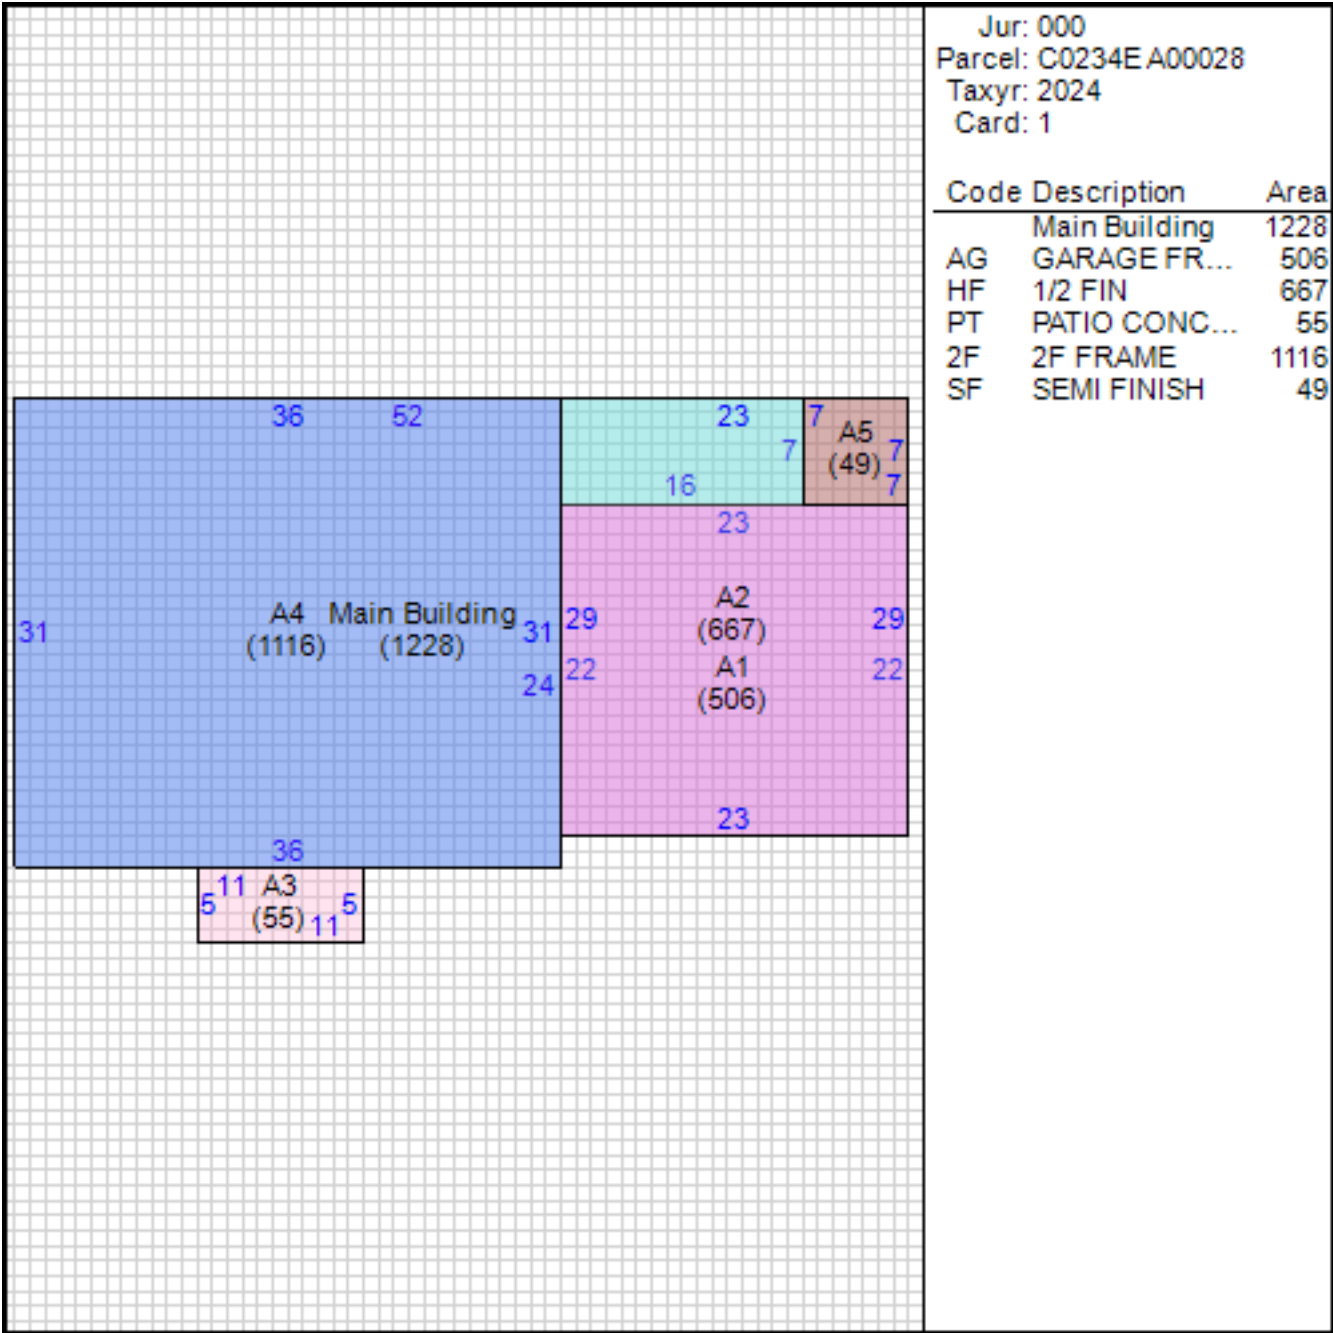 Jur: 000
Parcel: C0234E A00028
Taxyr: 2024
Card: 1
Code Description Area
Main Building 1228
AG GARAGE FR... 506
HF 1/2 FIN 667
PT PATIO CONC... 55
2F 2F FRAME 1116
SF SEMI FINISH 49
36 52 23 7
A5
7 7
(49)
16 7
23
A2
A4 Main Building 29 29
31 31
(1116) (1228) (667)
A1
24 22 22
(506)
23
36
11 A3
5 5
(55) 11